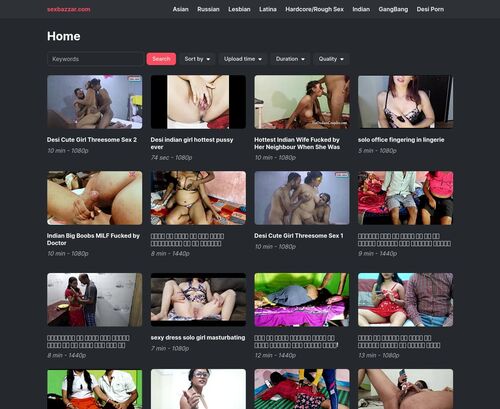 sexbazzar.com
Asian Russian Lesbian Latina Hardcore/Rough Sex Indian GangBang Desi Porn
Home
Keywords Search Sort by Upload time Duration Quality
Desi Cute Girl Threesome Sex 2
10 min - 1080p
Desi indian girl hottest pussy
ever
74 sec - 1080p
Hottest Indian Wife Fucked by
Her Neighbour When She Was
10 min - 1080p
solo office fingering in lingerie
5 min - 1080p
Indian Big Boobs MILF Fucked by
Doctor
10 min - 1080p
8 min - 1440p
Desi Cute Girl Threesome Sex 1
10 min - 1080p
9 min - 1440p
8 min - 1440p
sexy dress solo girl masturbating
7 min - 1080p
12 min - 1440p
13 min - 1080p